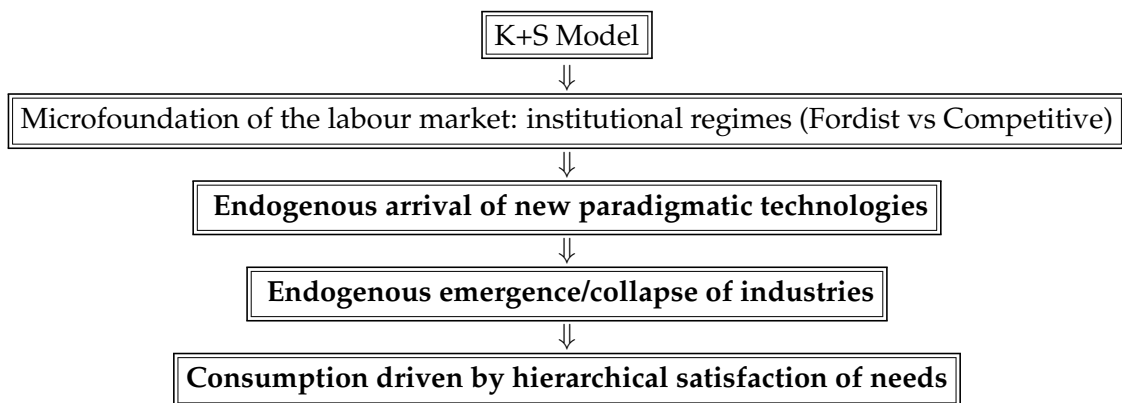 K+S Model
⇓
Microfoundation of the labour market: institutional regimes (Fordist vs Competitive)
⇓
Endogenous arrival of new paradigmatic technologies
⇓
Endogenous emergence/collapse of industries
⇓
Consumption driven by hierarchical satisfaction of needs